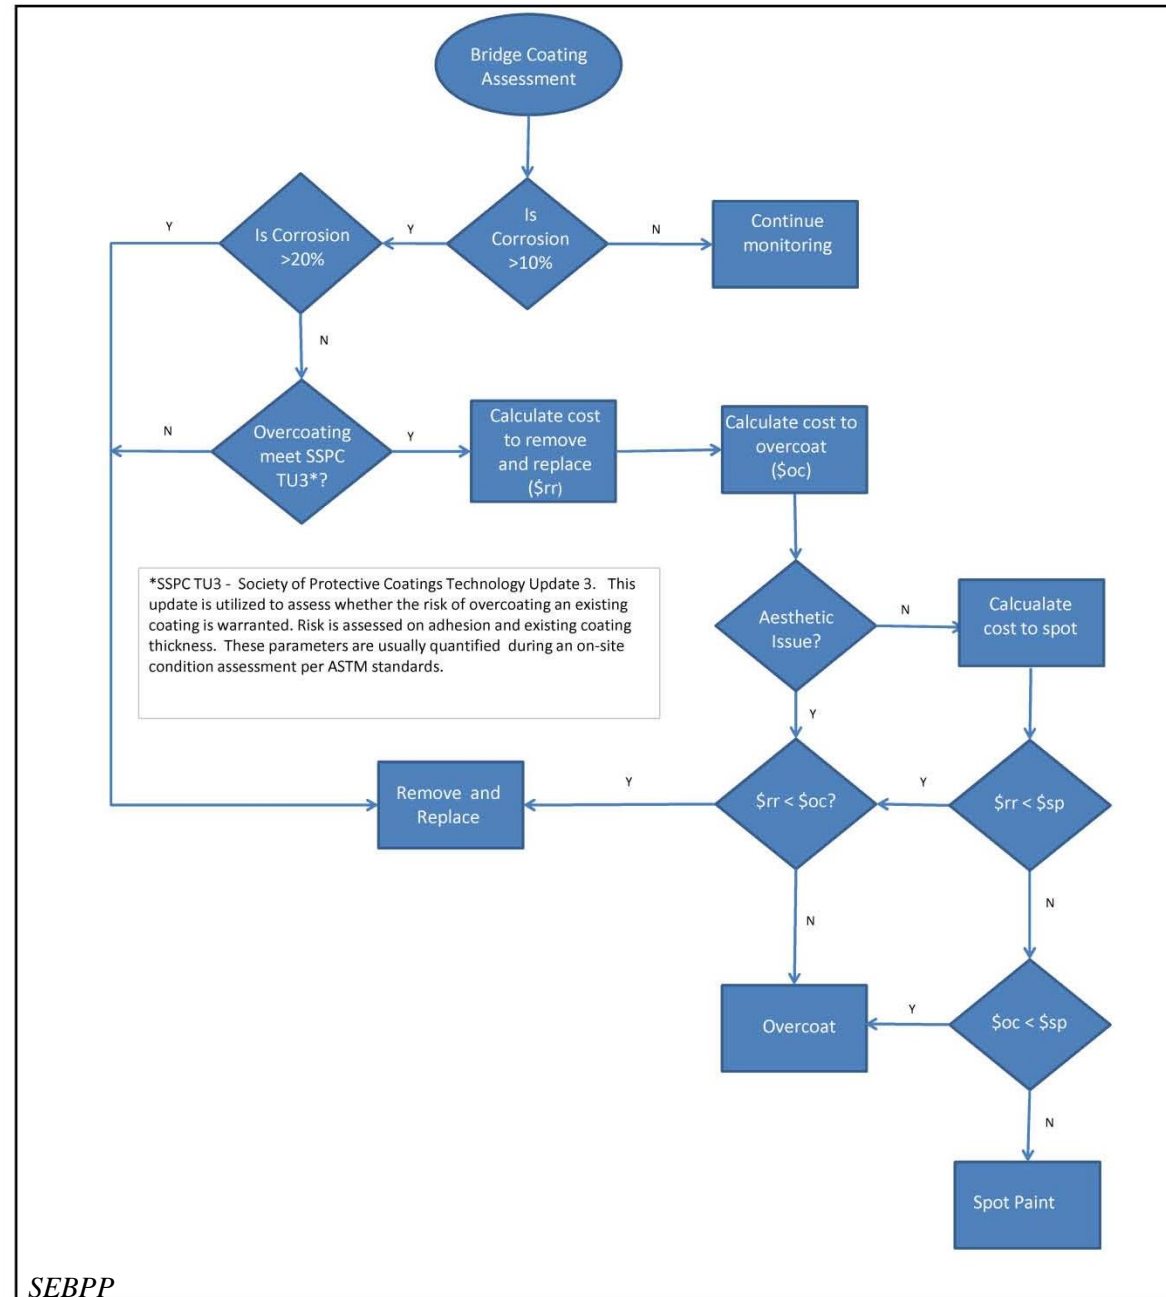 Bridge Coating
Assessment
Is
Corrosion
>10%
N
Continue
monitoring
Y
Is Corrosion
>20%
Y
N
Overcoating
meet SSPC
TU3*?
N
Y
Calculate cost
to remove
and replace
($rr)
Calculate cost to
overcoat
($oc)
*SSPC TU3 - Society of Protective Coatings Technology Update 3. This
update is utilized to assess whether the risk of overcoating an existing
coating is warranted. Risk is assessed on adhesion and existing coating
thickness. These parameters are usually quantified during an on-site
condition assessment per ASTM standards.
Aesthetic
Issue?
N
Calcualate
cost to spot
Y
Remove and
Replace
Y
$rr < $oc?
Y
$rr < $sp
N
N
Overcoat
Y
$oc < $sp
N
Spot Paint
SEBPP